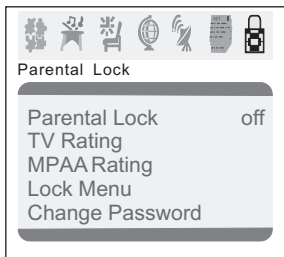 Parental Lock
Parental Lock off
TV Rating
MPAA Rating
Lock Menu
Change Password